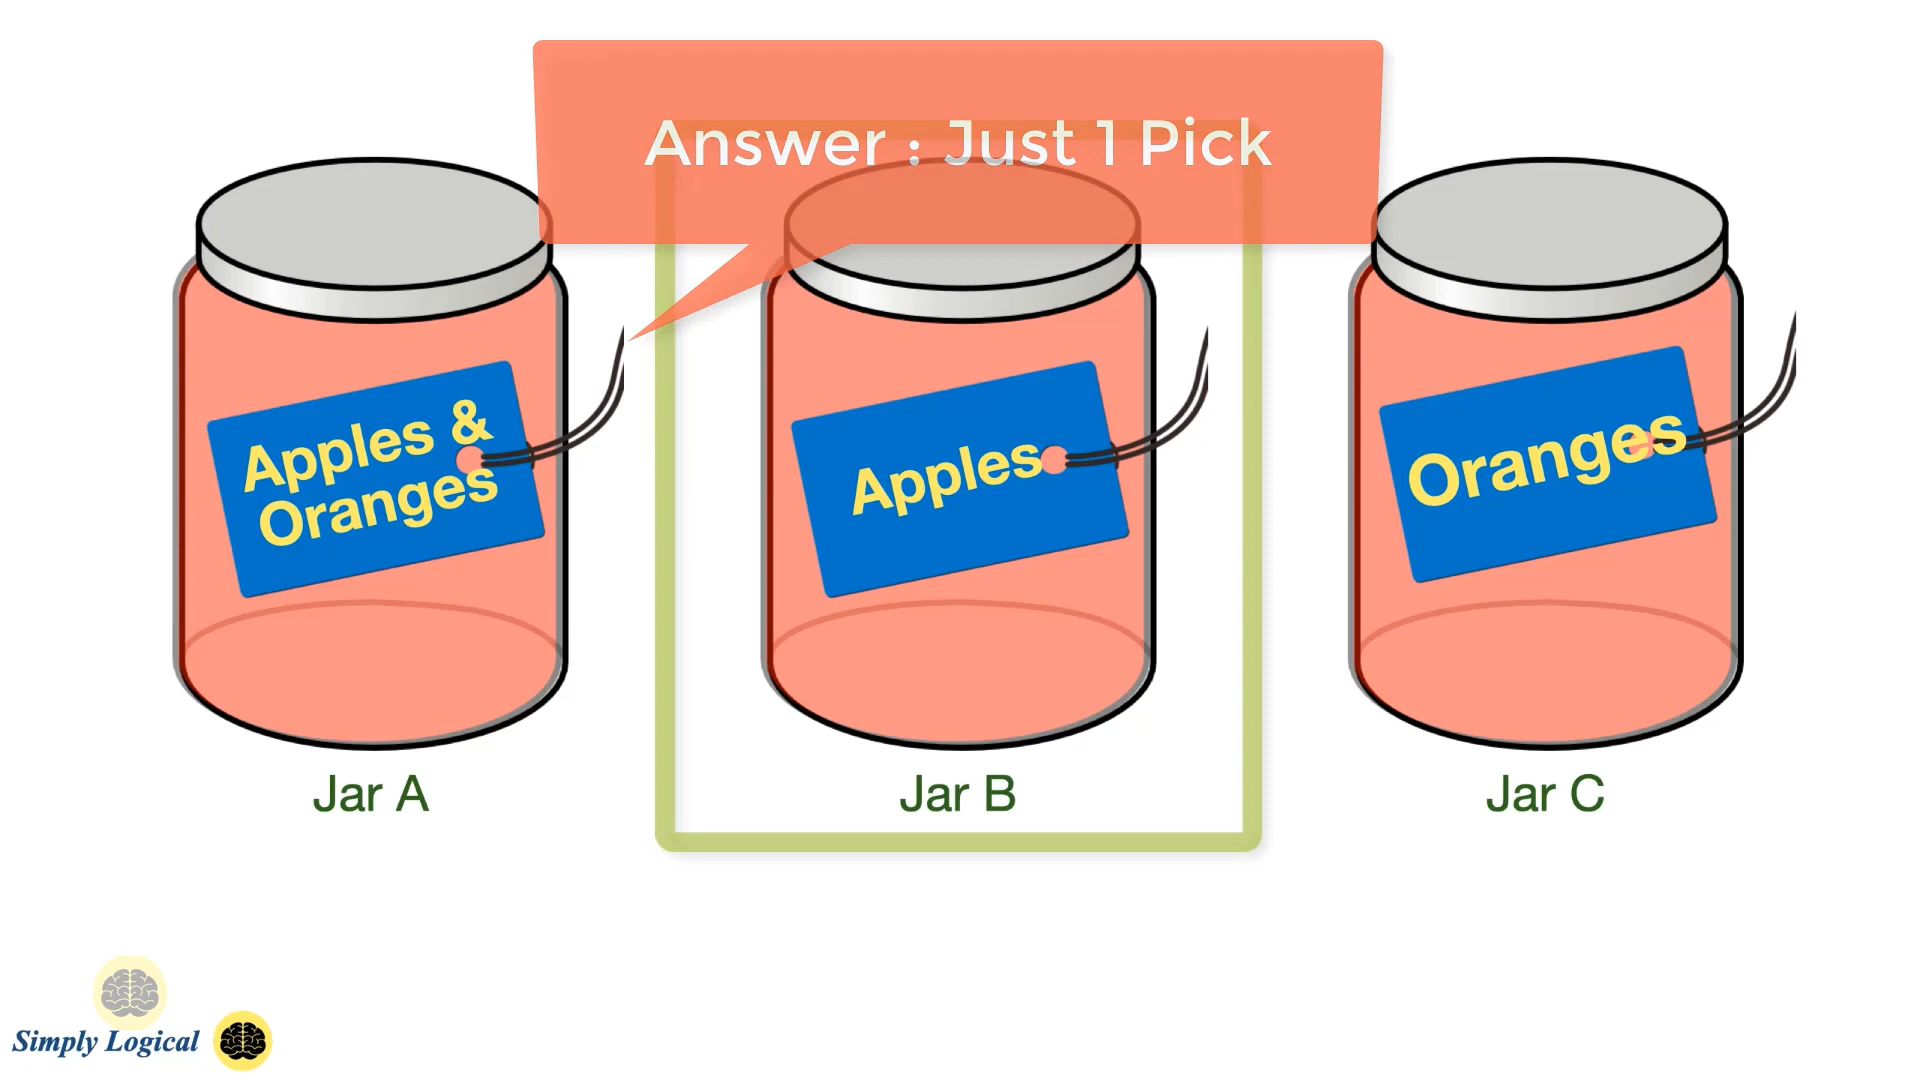 Answer : Just 1 Pick
Apples &
Oranges
Apples
Oranges
Jar A
Jar B
Jar C
Simply Logical